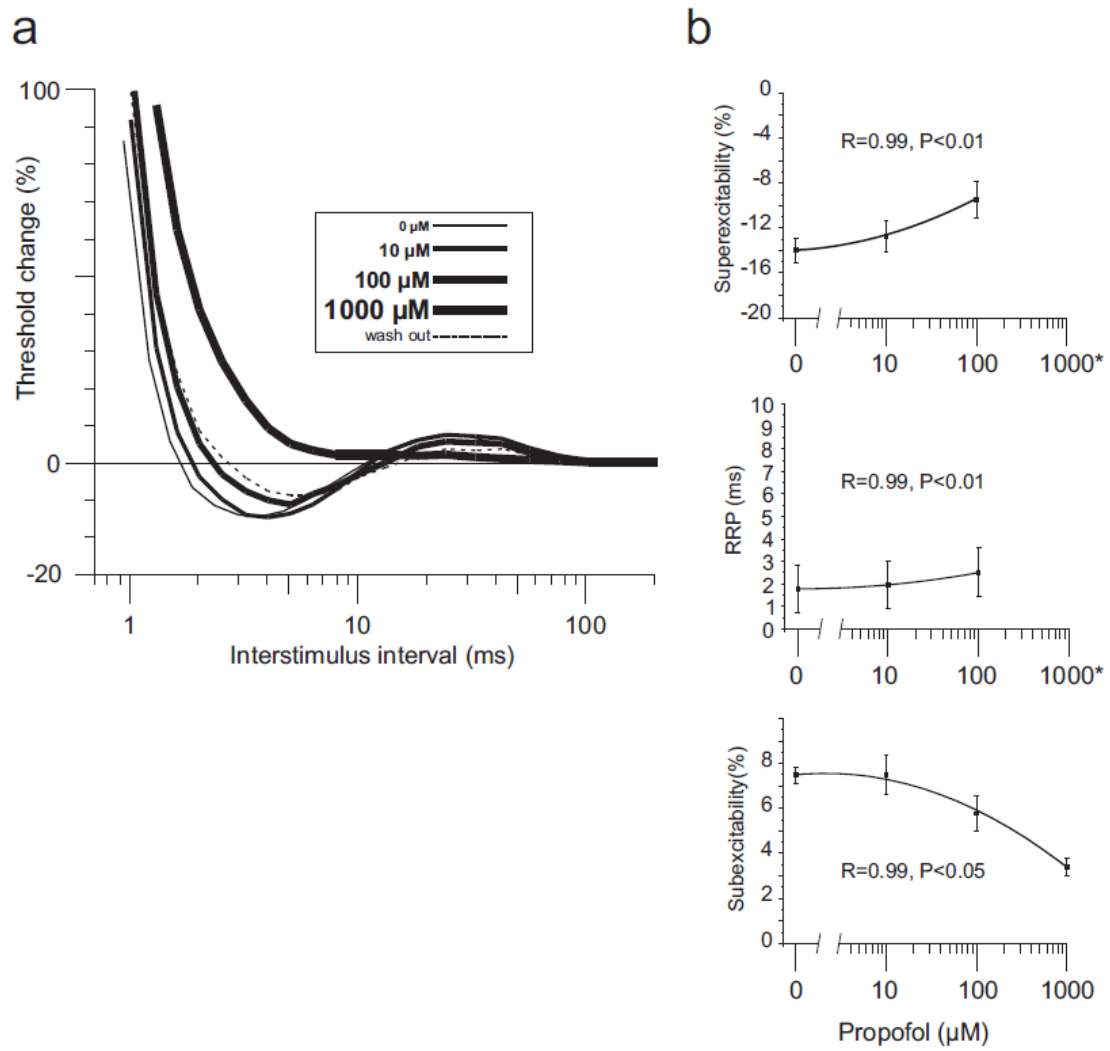 a
100
0
-20
Threshold change (%)
0 µM
10 µM
100 µM
1000 µM
wash out
1 10 100
Interstimulus interval (ms)
b
Superexcitability (%)
0
-4
-8
-12
-16
-20
R=0.99, P<0.01
0 10 100 1000*
RRP (ms)
10
9
8
7
6
5
4
3
2
1
0
R=0.99, P<0.01
0 10 100 1000*
Subexcitability(%)
8
6
4
2
0
R=0.99, P<0.05
0 10 100 1000
Propofol (µM)